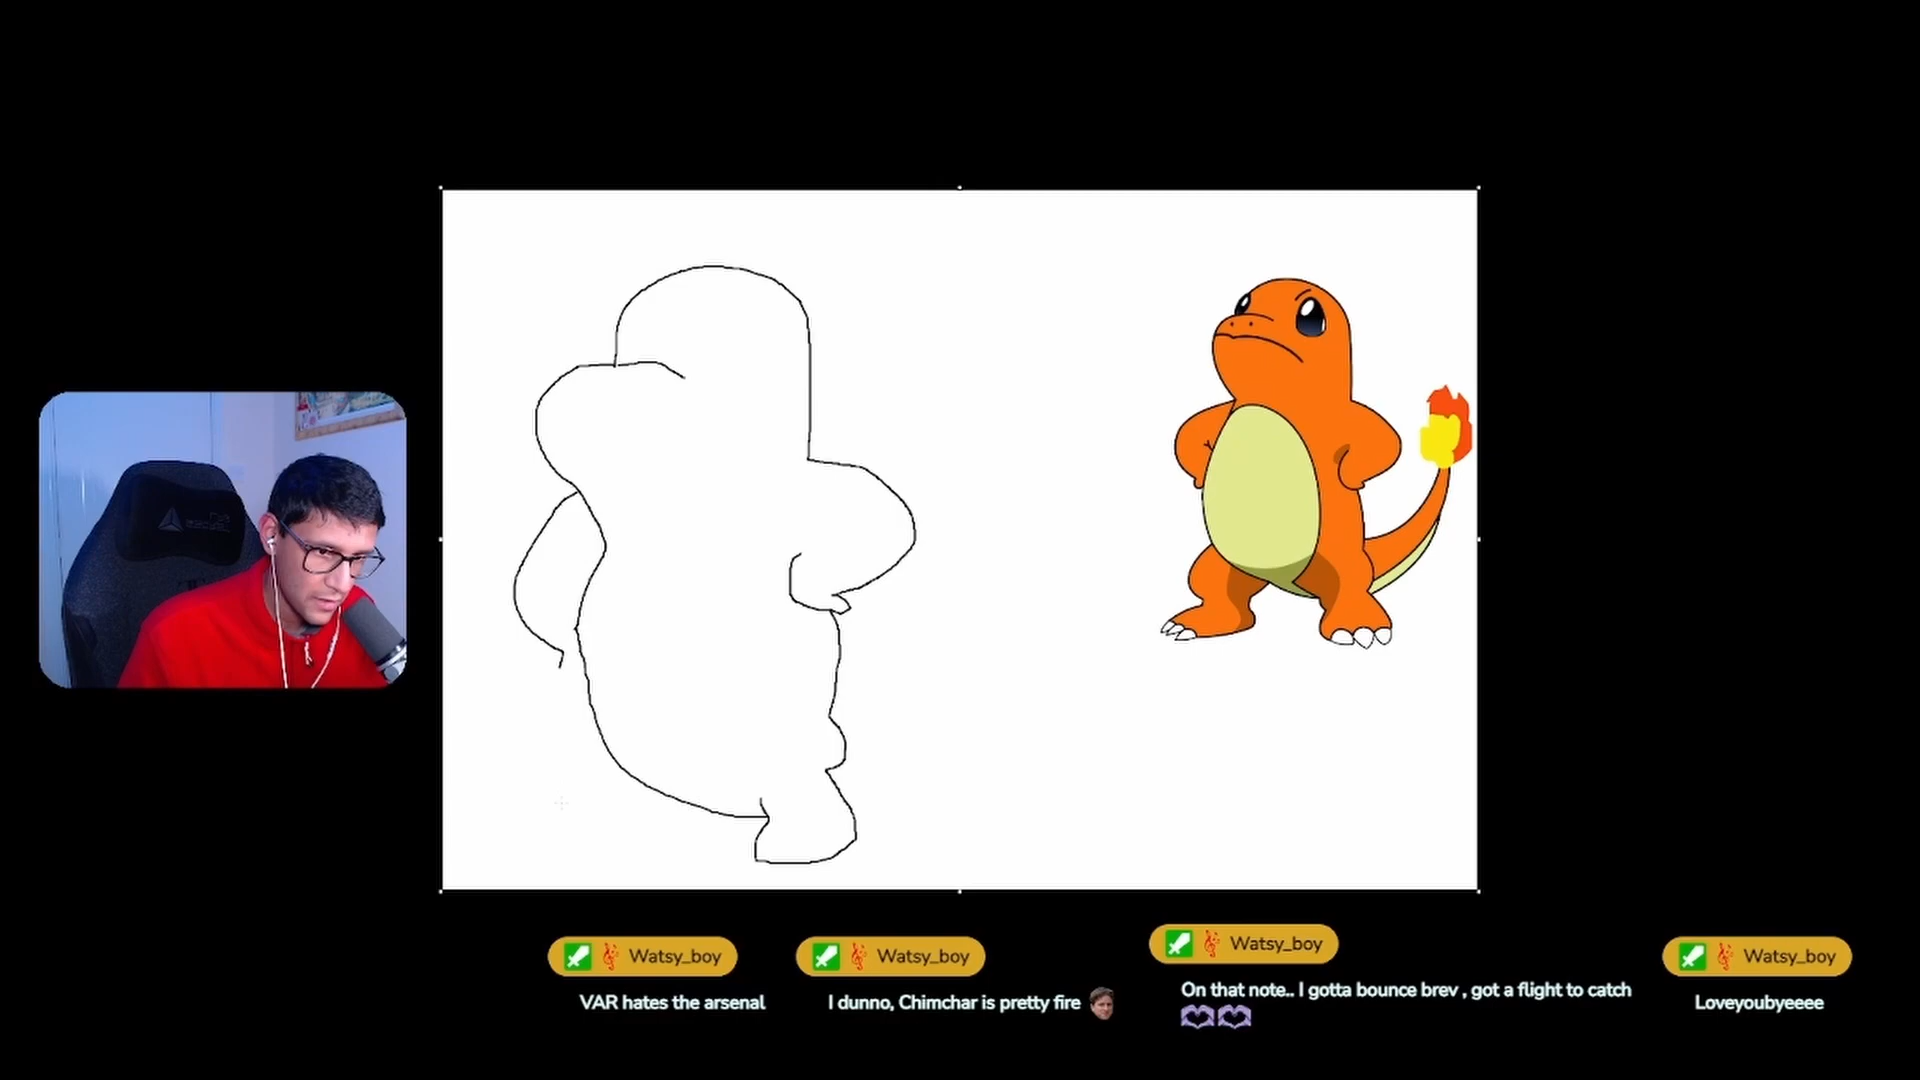 Watsy_boy
VAR hates the arsenal
Watsy_boy
I dunno, Chimchar is pretty fire
Watsy_boy
On that note.. I gotta bounce brev , got a flight to catch
Watsy_boy
Loveyoubyeeee